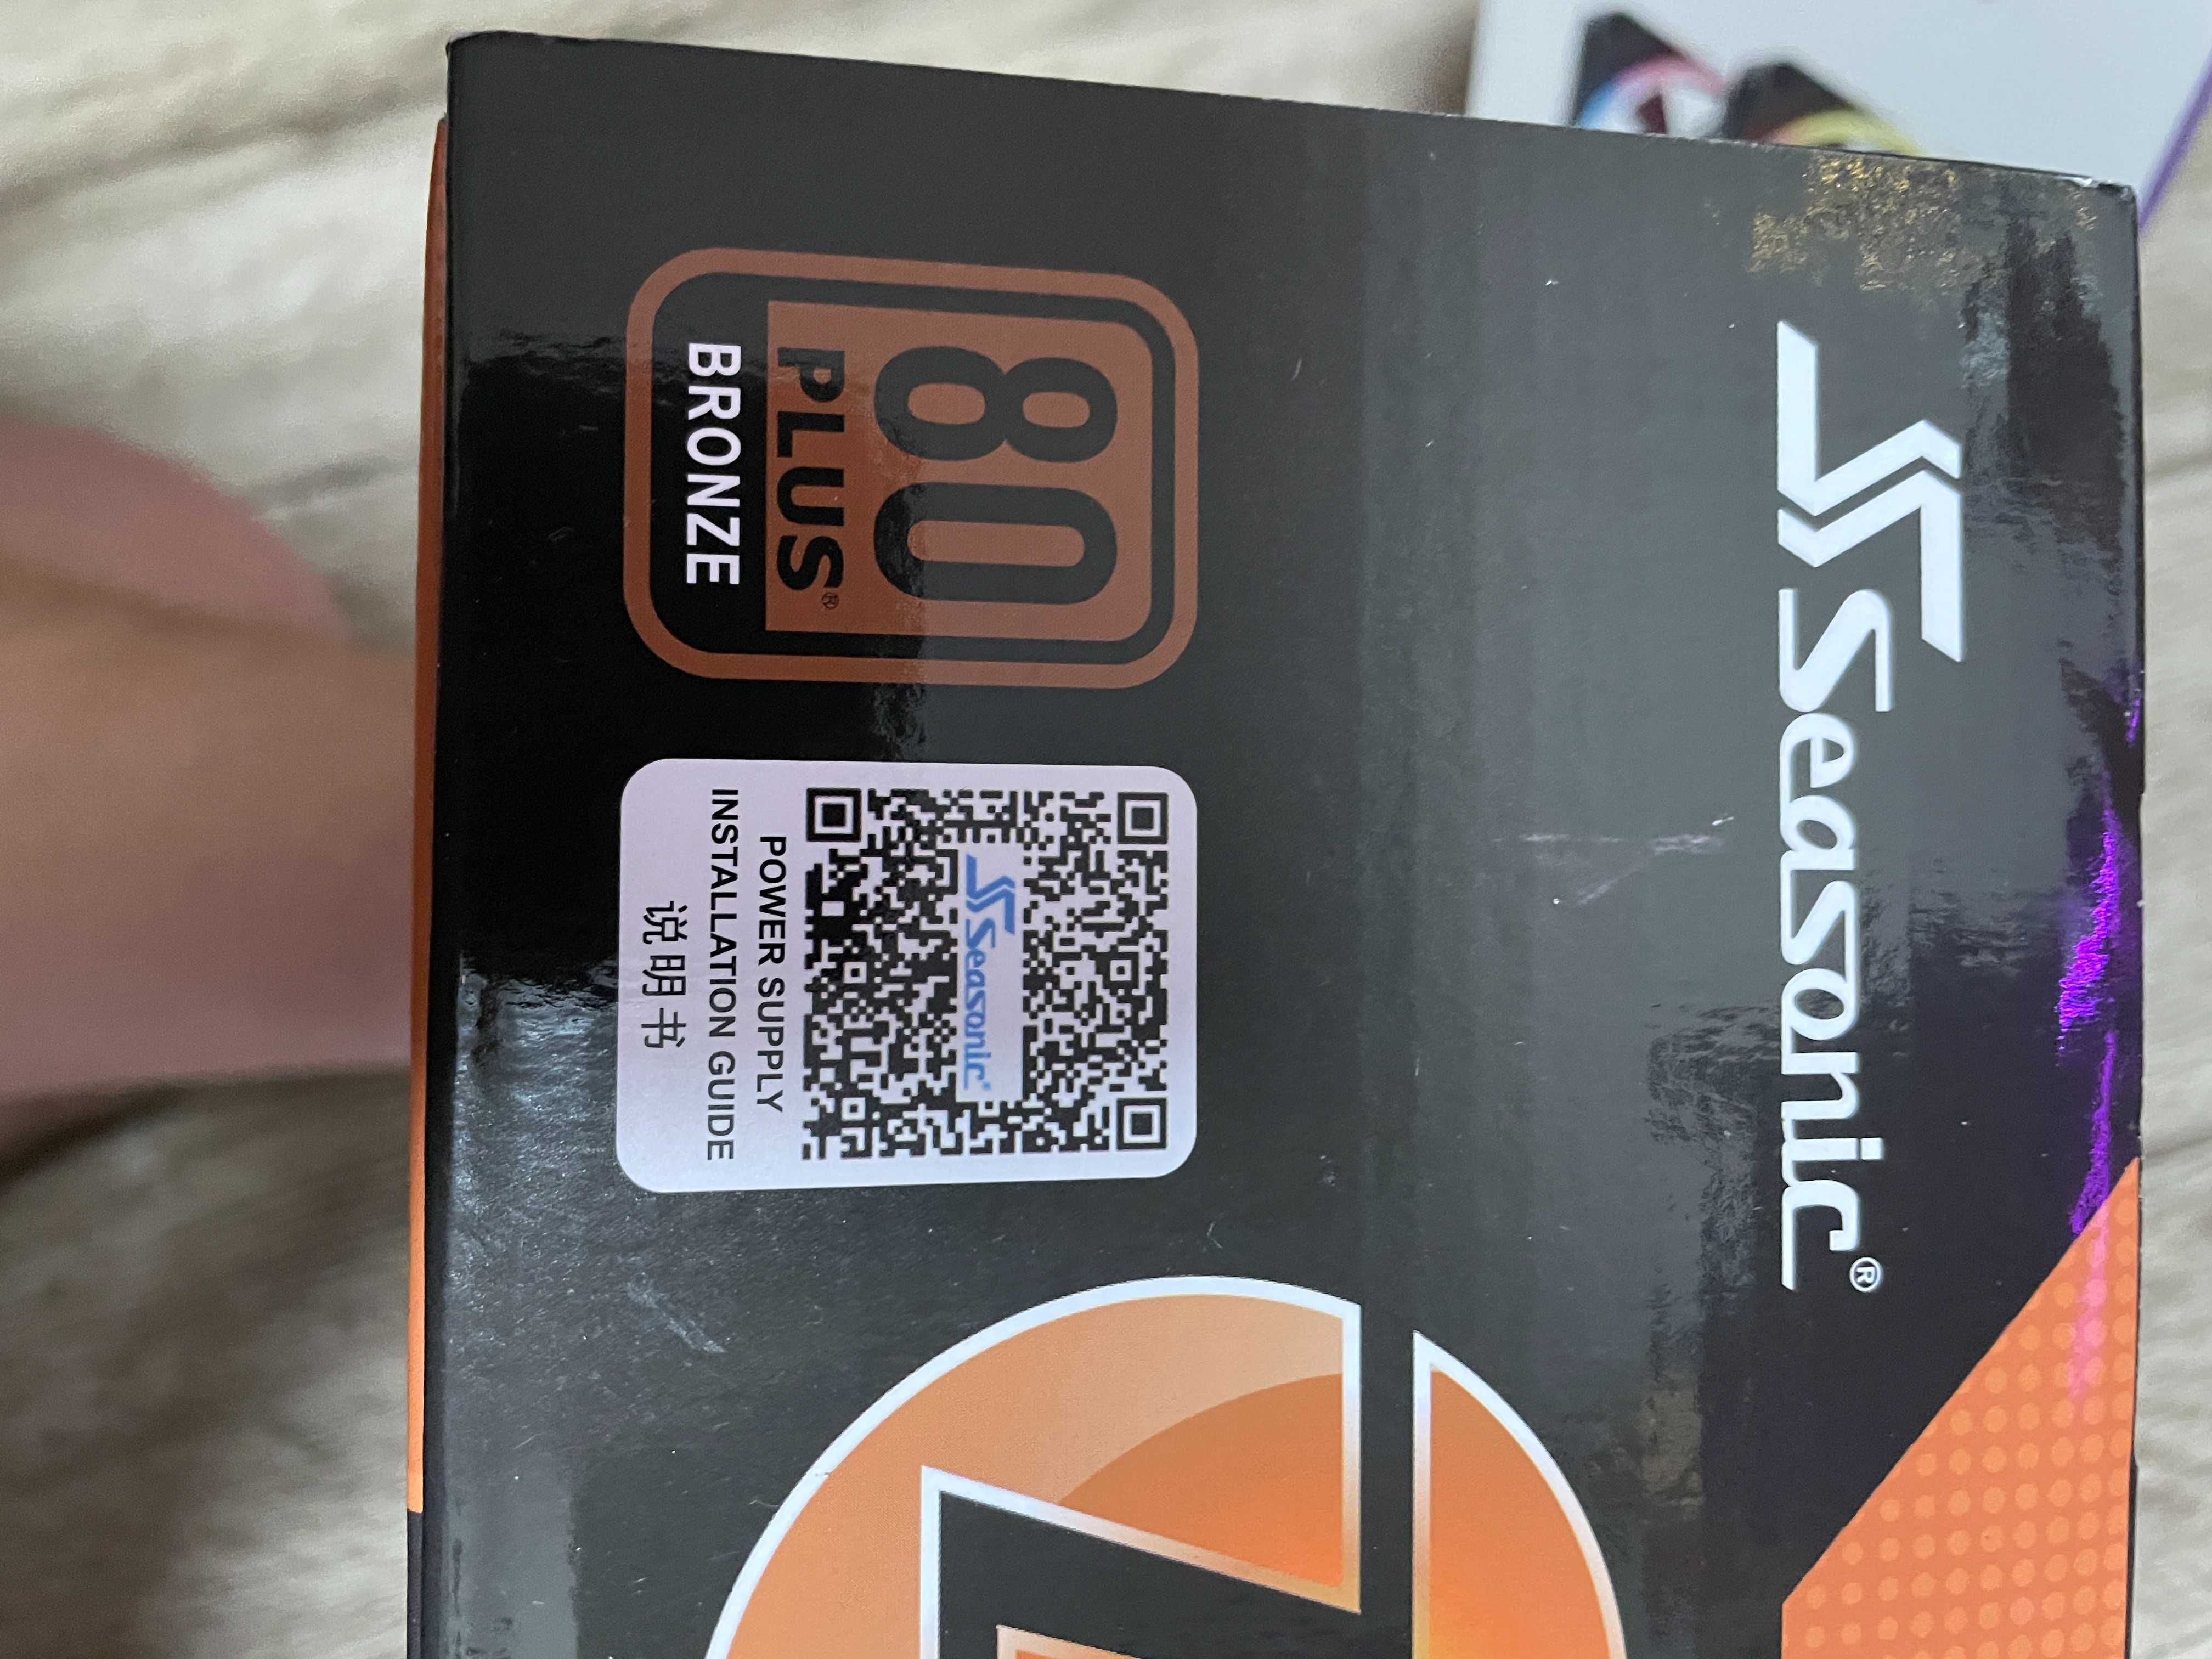 Seasonic®
80
PLUS®
BRONZE
Seasonic®
POWER SUPPLY
INSTALLATION GUIDE
说明书